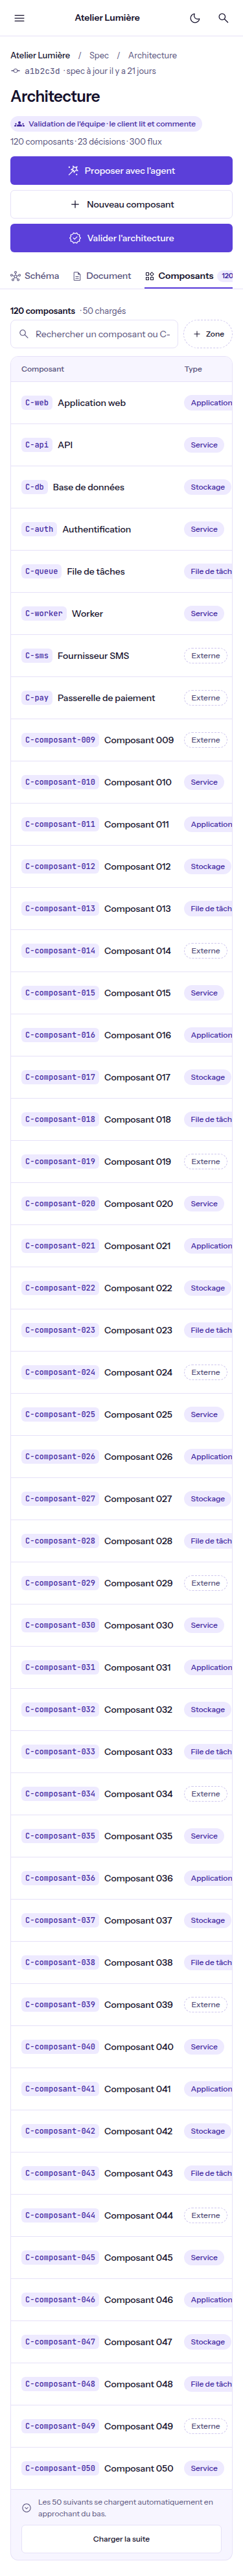 Atelier Lumière
Atelier Lumière / Spec / Architecture
a1b2c3d · spec à jour il y a 21 jours
Architecture
Validation de l'équipe · le client lit et commente
120 composants · 23 décisions · 300 flux
Proposer avec l'agent
Nouveau composant
Valider l'architecture
Schéma Document Composants 120
120 composants · 50 chargés
Rechercher un composant ou C- Zone
Composant Type
C-web Application web Application
C-api API Service
C-db Base de données Stockage
C-auth Authentification Service
C-queue File de tâches File de tâch
C-worker Worker Service
C-sms Fournisseur SMS Externe
C-pay Passerelle de paiement Externe
C-composant-009 Composant 009 Externe
C-composant-010 Composant 010 Service
C-composant-011 Composant 011 Application
C-composant-012 Composant 012 Stockage
C-composant-013 Composant 013 File de tâch
C-composant-014 Composant 014 Externe
C-composant-015 Composant 015 Service
C-composant-016 Composant 016 Application
C-composant-017 Composant 017 Stockage
C-composant-018 Composant 018 File de tâch
C-composant-019 Composant 019 Externe
C-composant-020 Composant 020 Service
C-composant-021 Composant 021 Application
C-composant-022 Composant 022 Stockage
C-composant-023 Composant 023 File de tâch
C-composant-024 Composant 024 Externe
C-composant-025 Composant 025 Service
C-composant-026 Composant 026 Application
C-composant-027 Composant 027 Stockage
C-composant-028 Composant 028 File de tâch
C-composant-029 Composant 029 Externe
C-composant-030 Composant 030 Service
C-composant-031 Composant 031 Application
C-composant-032 Composant 032 Stockage
C-composant-033 Composant 033 File de tâch
C-composant-034 Composant 034 Externe
C-composant-035 Composant 035 Service
C-composant-036 Composant 036 Application
C-composant-037 Composant 037 Stockage
C-composant-038 Composant 038 File de tâch
C-composant-039 Composant 039 Externe
C-composant-040 Composant 040 Service
C-composant-041 Composant 041 Application
C-composant-042 Composant 042 Stockage
C-composant-043 Composant 043 File de tâch
C-composant-044 Composant 044 Externe
C-composant-045 Composant 045 Service
C-composant-046 Composant 046 Application
C-composant-047 Composant 047 Stockage
C-composant-048 Composant 048 File de tâch
C-composant-049 Composant 049 Externe
C-composant-050 Composant 050 Service
Les 50 suivants se chargent automatiquement en
approchant du bas.
Charger la suite